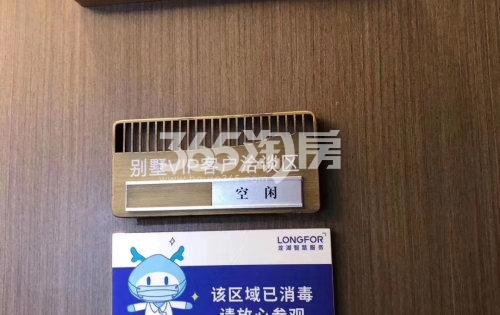 365淘房
别墅VIP客户洽谈区
空闲
LONGFOR
龙湖智慧服务
该区域已消毒
请放心参观